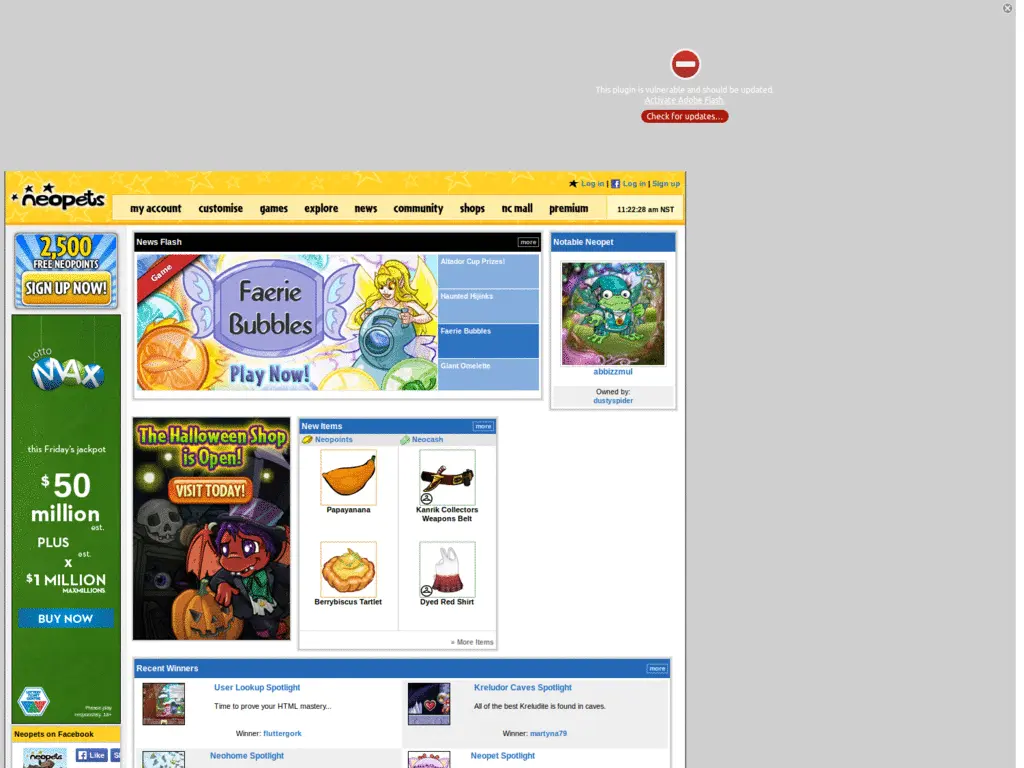 This plugin is vulnerable and should be updated.
Activate Adobe Flash.
Check for updates...
neopets
Log in | Log in | Sign up
my account customise games explore news community shops nc mall premium
11:22:28 am NST
2,500
FREE NEOPOINTS
SIGN UP NOW!
News Flash
more
Game
Faerie
Bubbles
Play Now!
Altador Cup Prizes!
Haunted Hijinks
Faerie Bubbles
Giant Omelette
Notable Neopet
abbizzmul
Owned by:
dustyspider
Lotto
MAX
this Friday's jackpot
$50
million
est.
PLUS
est.
x
$1 MILLION
MAXMILLIONS
BUY NOW
Please play
responsibly. 18+
The Halloween Shop
is Open!
VISIT TODAY!
New Items
more
Neopoints
Neocash
Papayanana
Kanrik Collectors
Weapons Belt
Berrybiscus Tartlet
Dyed Red Shirt
> More Items
Recent Winners
more
User Lookup Spotlight
Time to prove your HTML mastery...
Winner: fluttergork
Kreludor Caves Spotlight
All of the best Kreludite is found in caves.
Winner: martyna79
Neohome Spotlight
Neopet Spotlight
Neopets on Facebook
neopets
Like